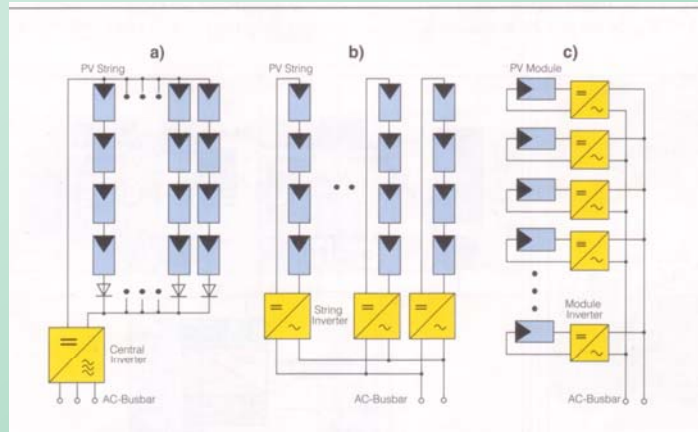 a)
PV String
Central
Inverter
AC-Busbar
b)
PV String
String
Inverter
AC-Busbar
c)
PV Module
Module
Inverter
AC-Busbar